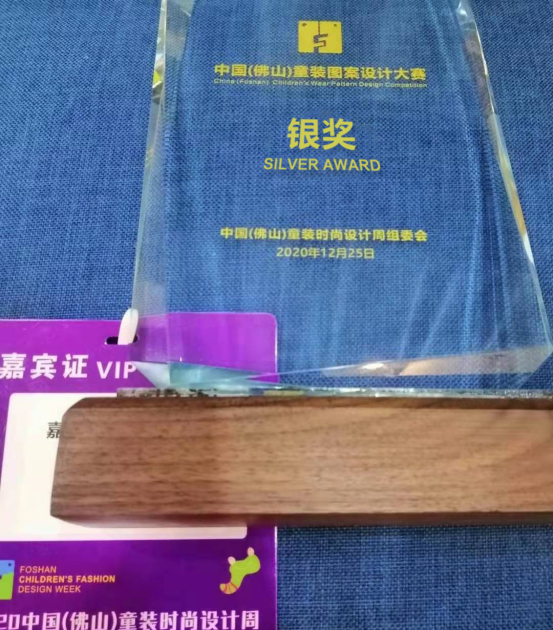 中国(佛山)童装图案设计大赛
China (Foshan) Children's Wear Pattern Design Competition
银奖
SILVER AWARD
中国(佛山)童装时尚设计周组委会
2020年12月25日
嘉宾证 VIP
嘉
FOSHAN
CHILDREN'S FASHION
DESIGN WEEK
20中国(佛山)童装时尚设计周